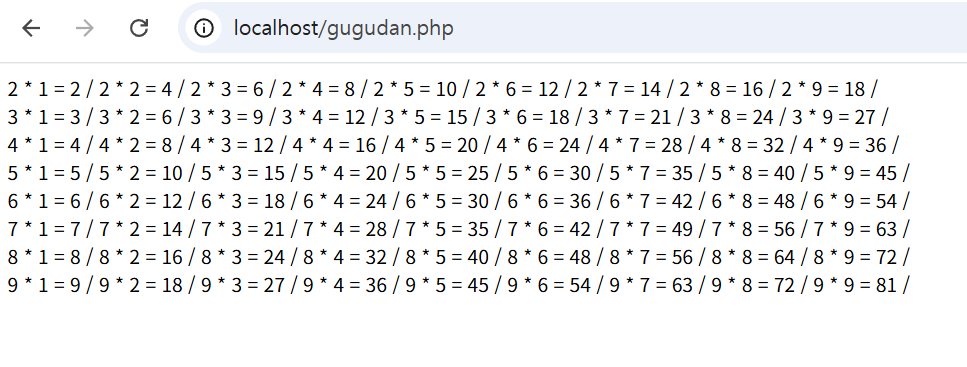 localhost/gugudan.php
2 * 1 = 2 / 2 * 2 = 4 / 2 * 3 = 6 / 2 * 4 = 8 / 2 * 5 = 10 / 2 * 6 = 12 / 2 * 7 = 14 / 2 * 8 = 16 / 2 * 9 = 18 /
3 * 1 = 3 / 3 * 2 = 6 / 3 * 3 = 9 / 3 * 4 = 12 / 3 * 5 = 15 / 3 * 6 = 18 / 3 * 7 = 21 / 3 * 8 = 24 / 3 * 9 = 27 /
4 * 1 = 4 / 4 * 2 = 8 / 4 * 3 = 12 / 4 * 4 = 16 / 4 * 5 = 20 / 4 * 6 = 24 / 4 * 7 = 28 / 4 * 8 = 32 / 4 * 9 = 36 /
5 * 1 = 5 / 5 * 2 = 10 / 5 * 3 = 15 / 5 * 4 = 20 / 5 * 5 = 25 / 5 * 6 = 30 / 5 * 7 = 35 / 5 * 8 = 40 / 5 * 9 = 45 /
6 * 1 = 6 / 6 * 2 = 12 / 6 * 3 = 18 / 6 * 4 = 24 / 6 * 5 = 30 / 6 * 6 = 36 / 6 * 7 = 42 / 6 * 8 = 48 / 6 * 9 = 54 /
7 * 1 = 7 / 7 * 2 = 14 / 7 * 3 = 21 / 7 * 4 = 28 / 7 * 5 = 35 / 7 * 6 = 42 / 7 * 7 = 49 / 7 * 8 = 56 / 7 * 9 = 63 /
8 * 1 = 8 / 8 * 2 = 16 / 8 * 3 = 24 / 8 * 4 = 32 / 8 * 5 = 40 / 8 * 6 = 48 / 8 * 7 = 56 / 8 * 8 = 64 / 8 * 9 = 72 /
9 * 1 = 9 / 9 * 2 = 18 / 9 * 3 = 27 / 9 * 4 = 36 / 9 * 5 = 45 / 9 * 6 = 54 / 9 * 7 = 63 / 9 * 8 = 72 / 9 * 9 = 81 /